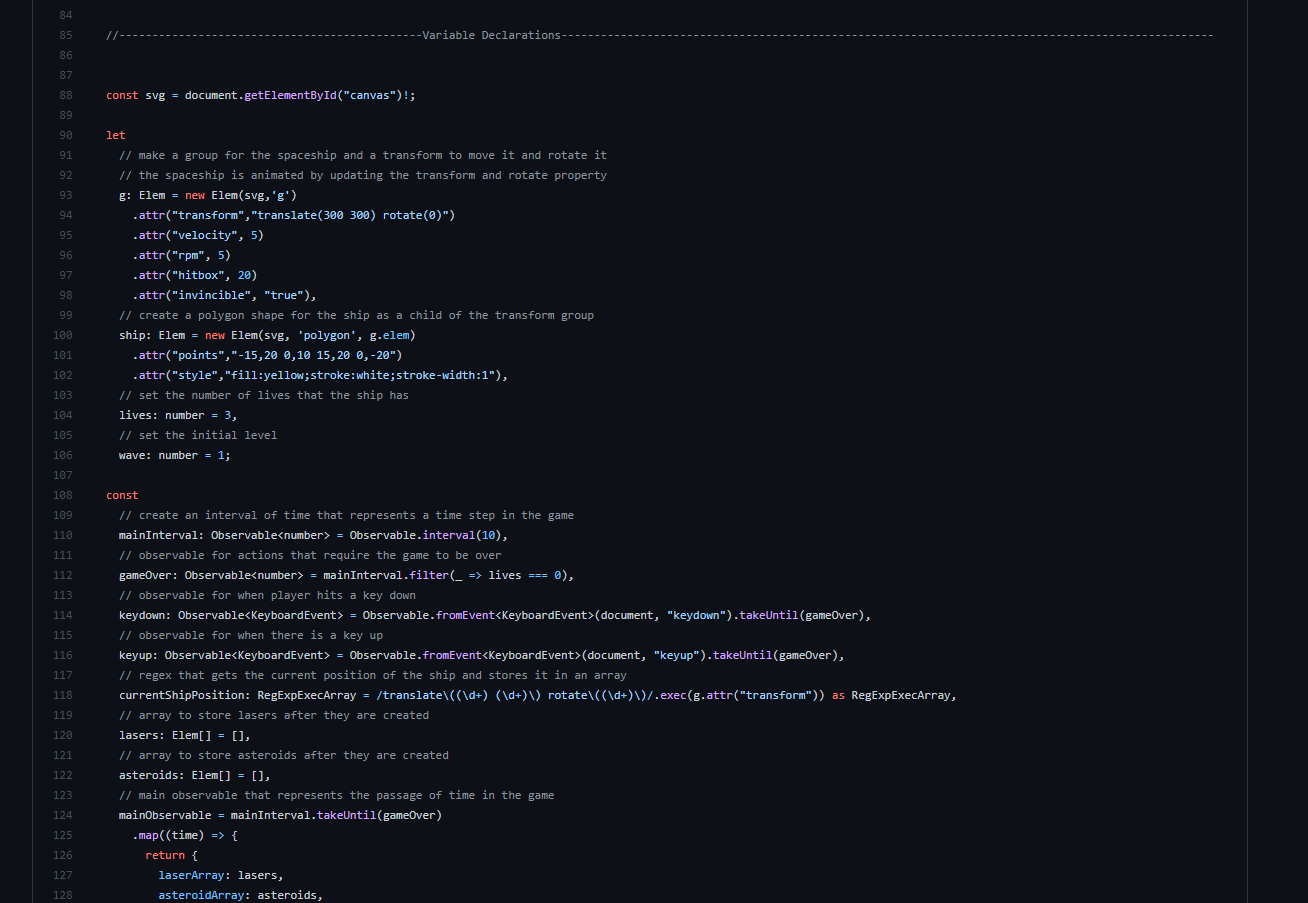 84
85 //----------------------------------------------Variable Declarations---------------------------------------------------------------------------------------------------
86
87
88 const svg = document.getElementById("canvas")!;
89
90 let
91   // make a group for the spaceship and a transform to move it and rotate it
92   // the spaceship is animated by updating the transform and rotate property
93   g: Elem = new Elem(svg,'g')
94     .attr("transform","translate(300 300) rotate(0)")
95     .attr("velocity", 5)
96     .attr("rpm", 5)
97     .attr("hitbox", 20)
98     .attr("invincible", "true"),
99   // create a polygon shape for the ship as a child of the transform group
100   ship: Elem = new Elem(svg, 'polygon', g.elem)
101     .attr("points","-15,20 0,10 15,20 0,-20")
102     .attr("style","fill:yellow;stroke:white;stroke-width:1"),
103   // set the number of lives that the ship has
104   lives: number = 3,
105   // set the initial level
106   wave: number = 1;
107
108 const
109   // create an interval of time that represents a time step in the game
110   mainInterval: Observable<number> = Observable.interval(10),
111   // observable for actions that require the game to be over
112   gameOver: Observable<number> = mainInterval.filter(_ => lives === 0),
113   // observable for when player hits a key down
114   keydown: Observable<KeyboardEvent> = Observable.fromEvent<KeyboardEvent>(document, "keydown").takeUntil(gameOver),
115   // observable for when there is a key up
116   keyup: Observable<KeyboardEvent> = Observable.fromEvent<KeyboardEvent>(document, "keyup").takeUntil(gameOver),
117   // regex that gets the current position of the ship and stores it in an array
118   currentShipPosition: RegExpExecArray = /translate\((\d+) (\d+)\) rotate\((\d+)\)/.exec(g.attr("transform")) as RegExpExecArray,
119   // array to store lasers after they are created
120   lasers: Elem[] = [],
121   // array to store asteroids after they are created
122   asteroids: Elem[] = [],
123   // main observable that represents the passage of time in the game
124   mainObservable = mainInterval.takeUntil(gameOver)
125     .map((time) => {
126       return {
127         laserArray: lasers,
128         asteroidArray: asteroids,